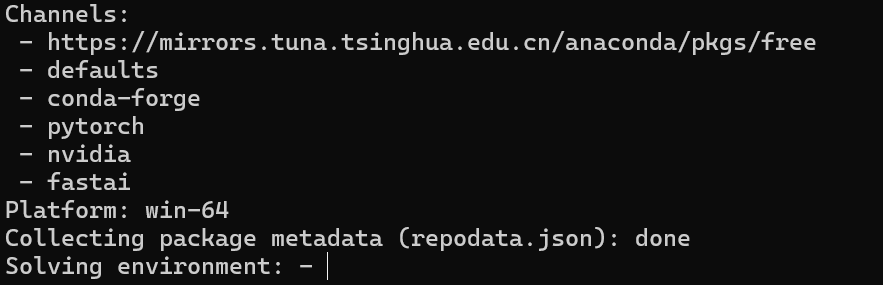 Channels:
 - https://mirrors.tuna.tsinghua.edu.cn/anaconda/pkgs/free
 - defaults
 - conda-forge
 - pytorch
 - nvidia
 - fastai
Platform: win-64
Collecting package metadata (repodata.json): done
Solving environment: -